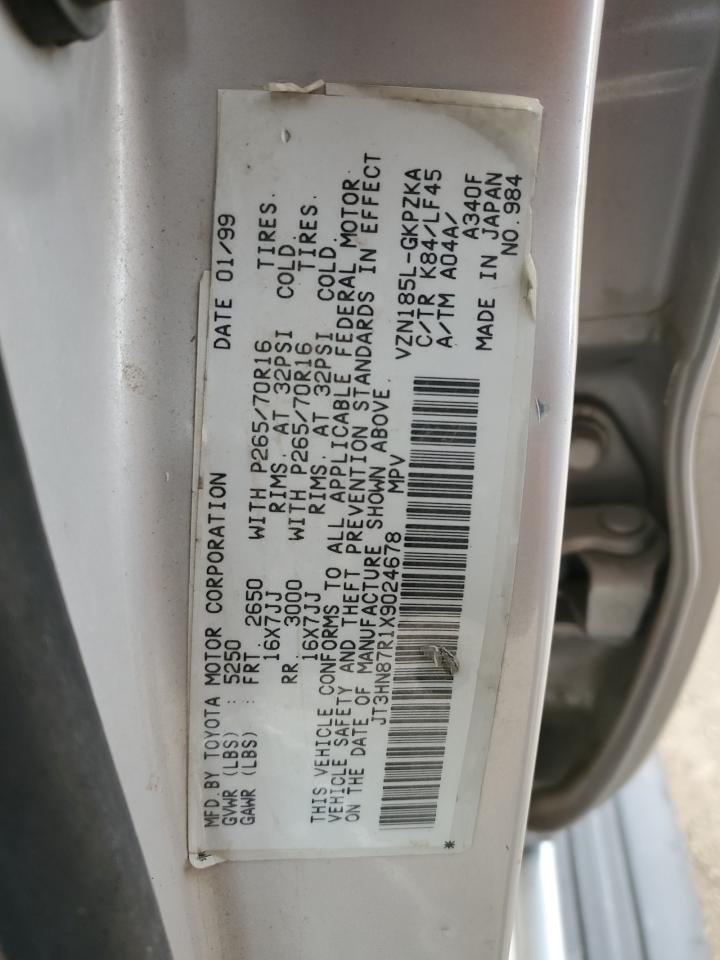 MFD. BY TOYOTA MOTOR CORPORATION DATE 01/99
GVWR (LBS) : 5250
GAWR (LBS) : FRT. 2650 WITH P265/70R16 TIRES.
16X7JJ RIMS. AT 32PSI COLD.
RR. 3000 WITH P265/70R16 TIRES.
16X7JJ RIMS. AT 32PSI COLD.
THIS VEHICLE CONFORMS TO ALL APPLICABLE FEDERAL MOTOR
VEHICLE SAFETY AND THEFT PREVENTION STANDARDS IN EFFECT
ON THE DATE OF MANUFACTURE SHOWN ABOVE.
JT3HN87R1X9024678 MPV
VZN185L-GKPZKA
C/TR K84/LF45
A/TM A04A/ A340F
MADE IN JAPAN
NO. 984
* *